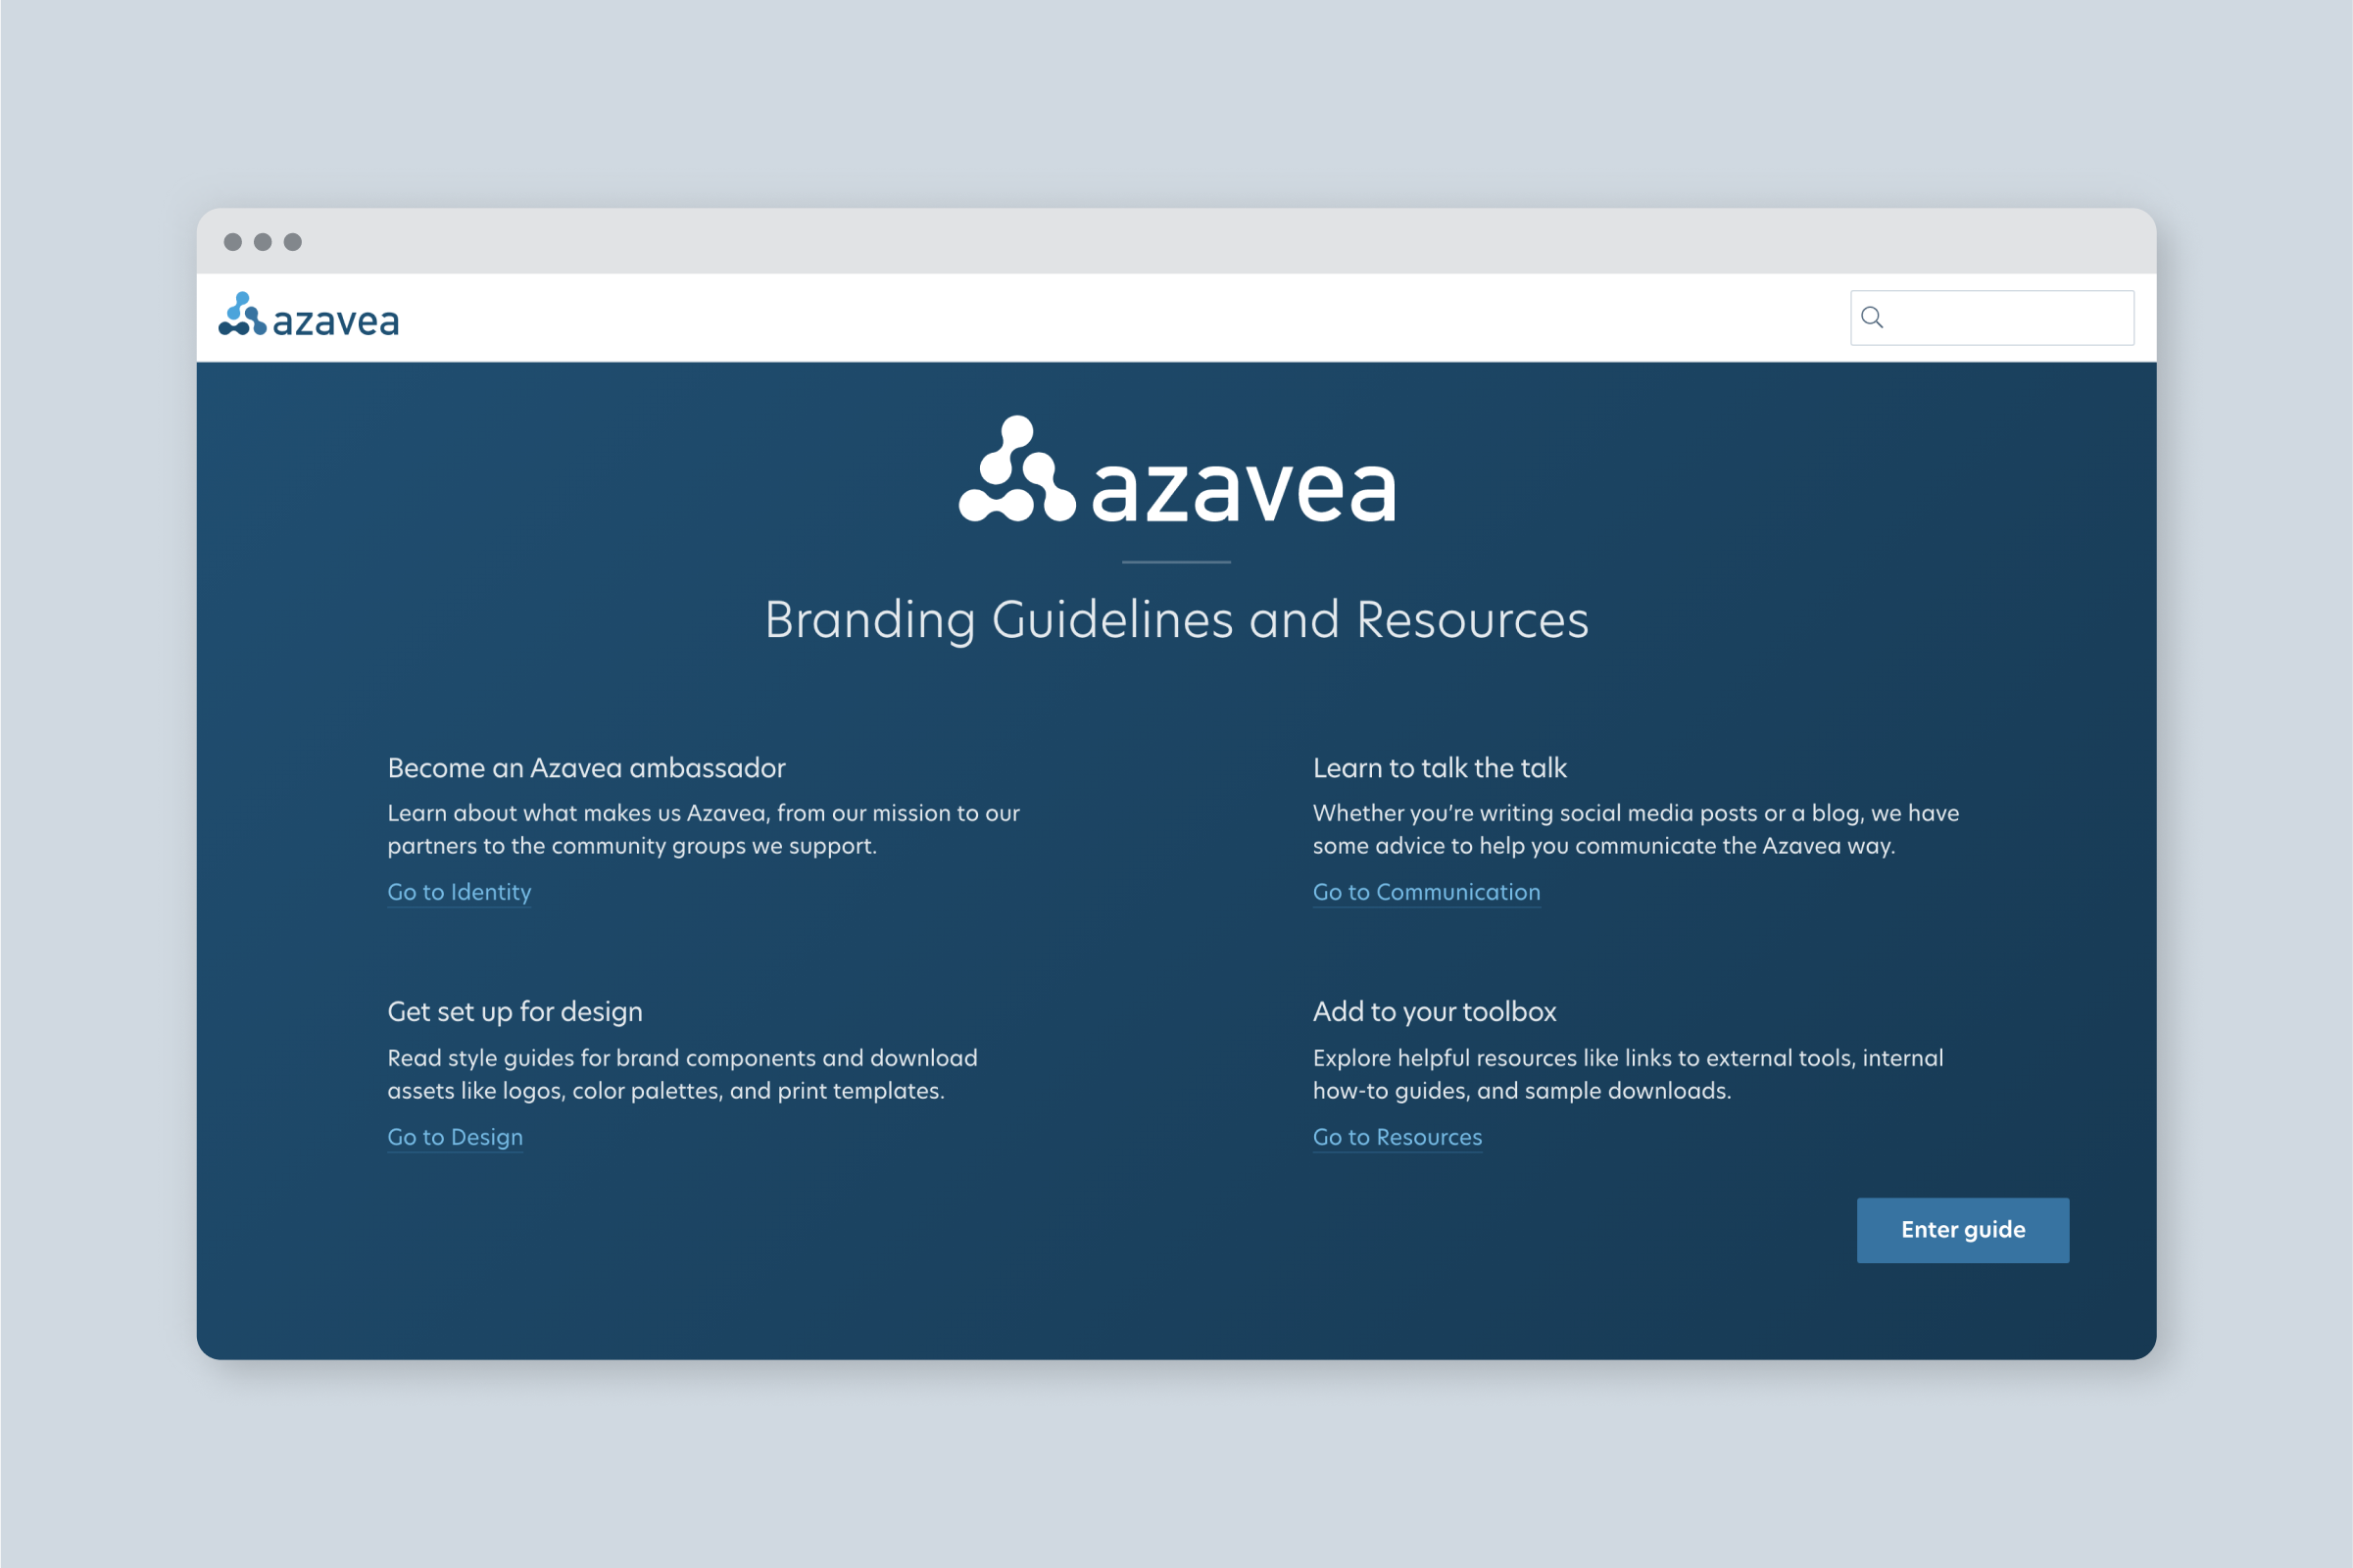 azavea
azavea
Branding Guidelines and Resources
Become an Azavea ambassador
Learn about what makes us Azavea, from our mission to our
partners to the community groups we support.
Go to Identity
Learn to talk the talk
Whether you’re writing social media posts or a blog, we have
some advice to help you communicate the Azavea way.
Go to Communication
Get set up for design
Read style guides for brand components and download
assets like logos, color palettes, and print templates.
Go to Design
Add to your toolbox
Explore helpful resources like links to external tools, internal
how-to guides, and sample downloads.
Go to Resources
Enter guide